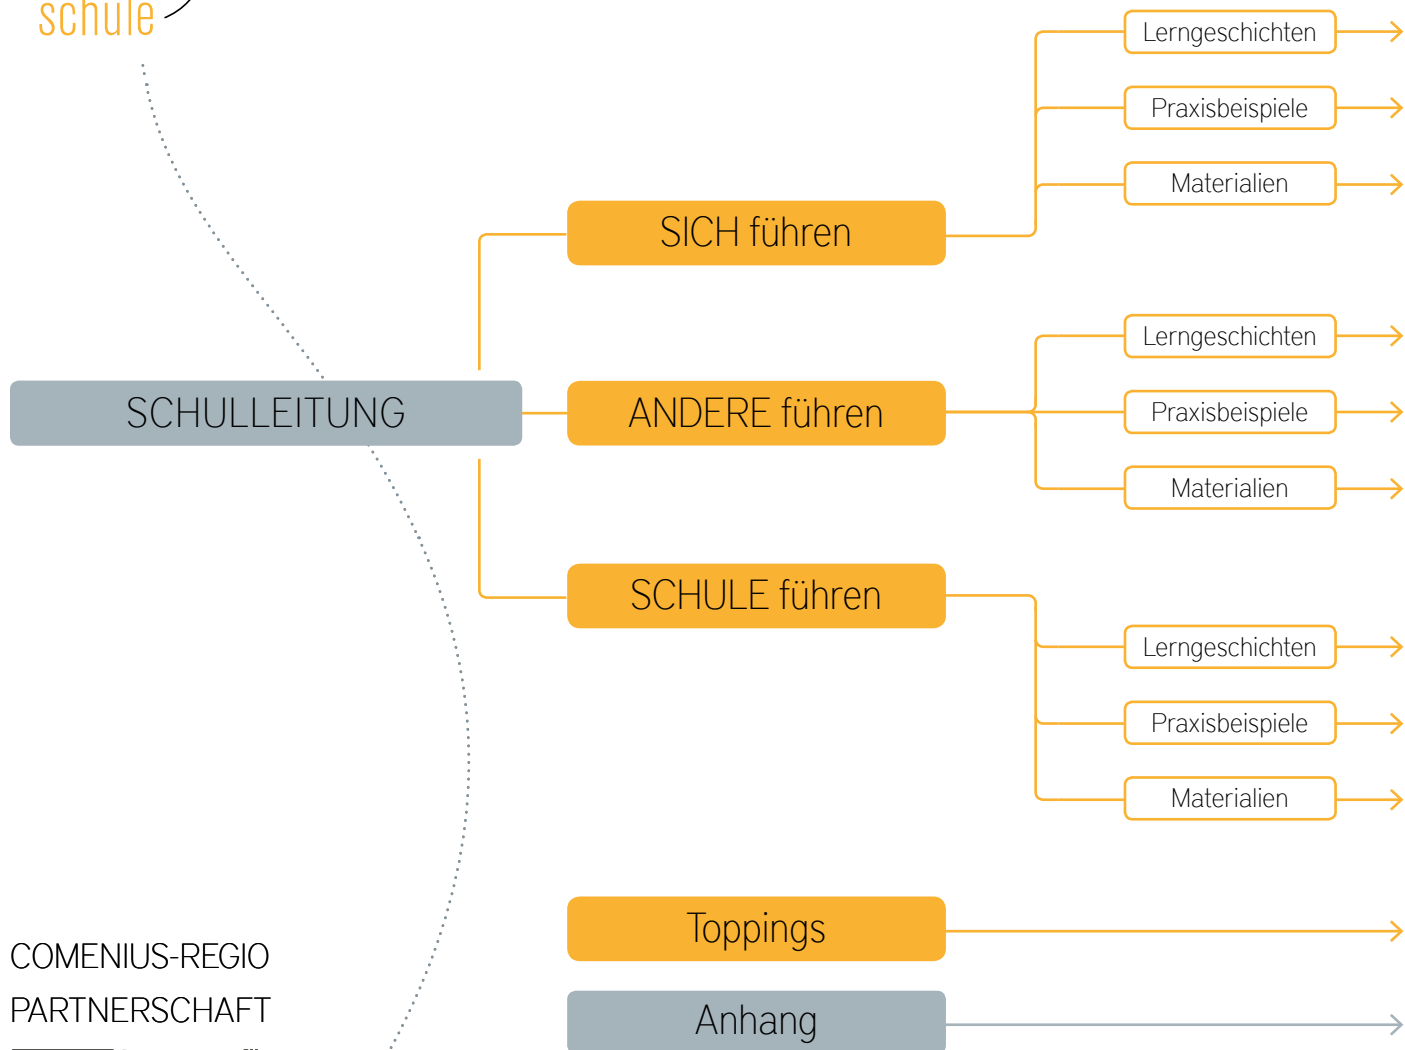 schule
Lerngeschichten
Praxisbeispiele
Materialien
SICH führen
Lerngeschichten
SCHULLEITUNG
ANDERE führen
Praxisbeispiele
Materialien
SCHULE führen
Lerngeschichten
Praxisbeispiele
Materialien
Toppings
COMENIUS-REGIO
PARTNERSCHAFT
Anhang